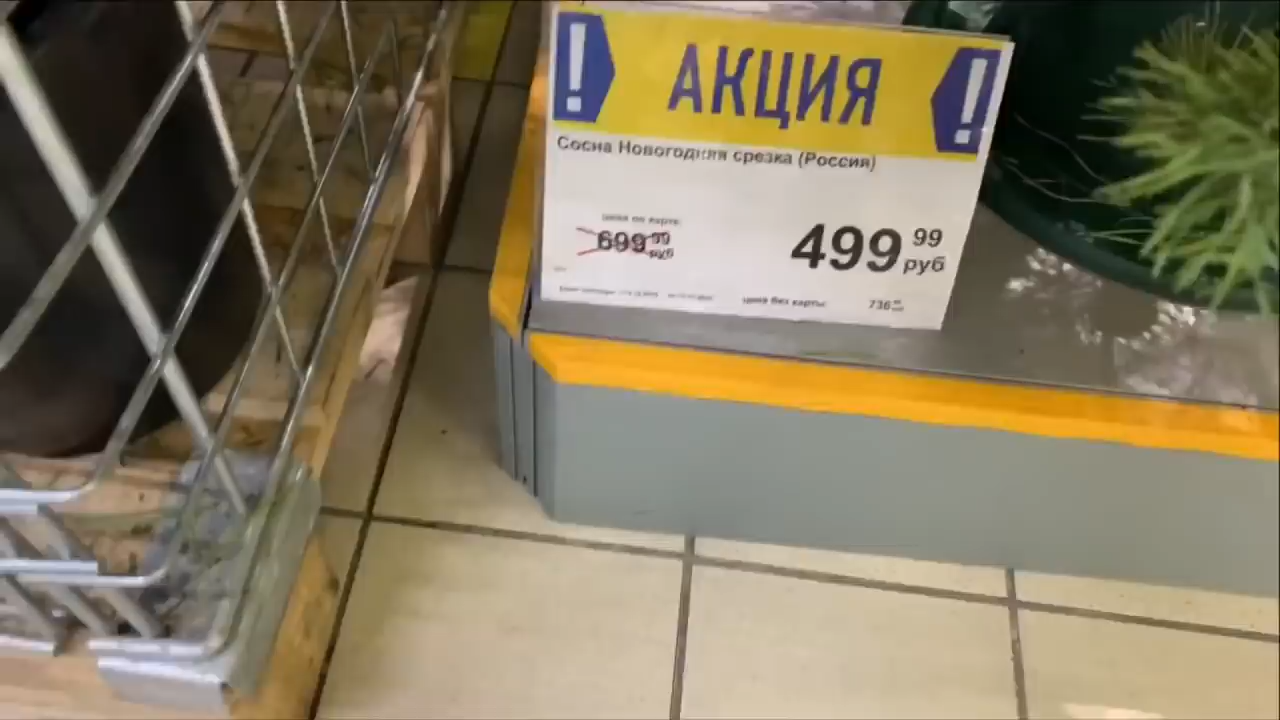 ! АКЦИЯ !
Сосна Новогодняя срезка (Россия)
цена по карте:
699 99 руб
499 99 руб
цена без карты: 736